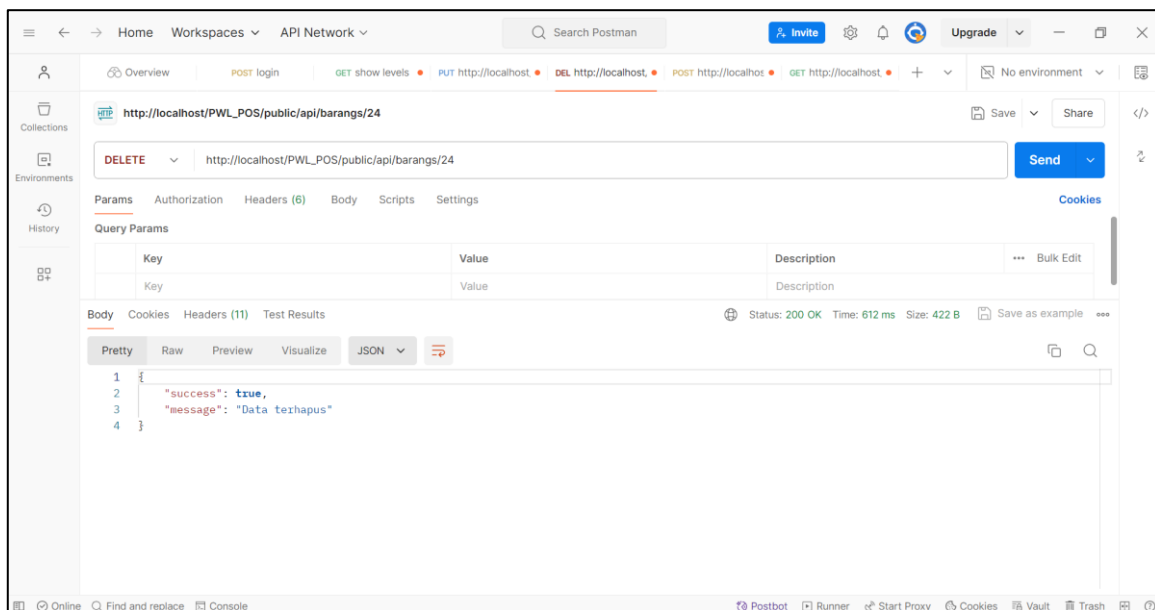 Home Workspaces API Network Search Postman Invite Upgrade
Overview POST login GET show levels PUT http://localhost, DEL http://localhost, POST http://localhos GET http://localhost, No environment
HTTP http://localhost/PWL_POS/public/api/barangs/24 Save Share
Collections
DELETE http://localhost/PWL_POS/public/api/barangs/24 Send
Environments
Params Authorization Headers (6) Body Scripts Settings Cookies
History
Query Params
Key Value Description Bulk Edit
Key Value Description
Body Cookies Headers (11) Test Results Status: 200 OK Time: 612 ms Size: 422 B Save as example
Pretty Raw Preview Visualize JSON
1 {
2 "success": true,
3 "message": "Data terhapus"
4 }
Online Find and replace Console Postbot Runner Start Proxy Cookies Vault Trash